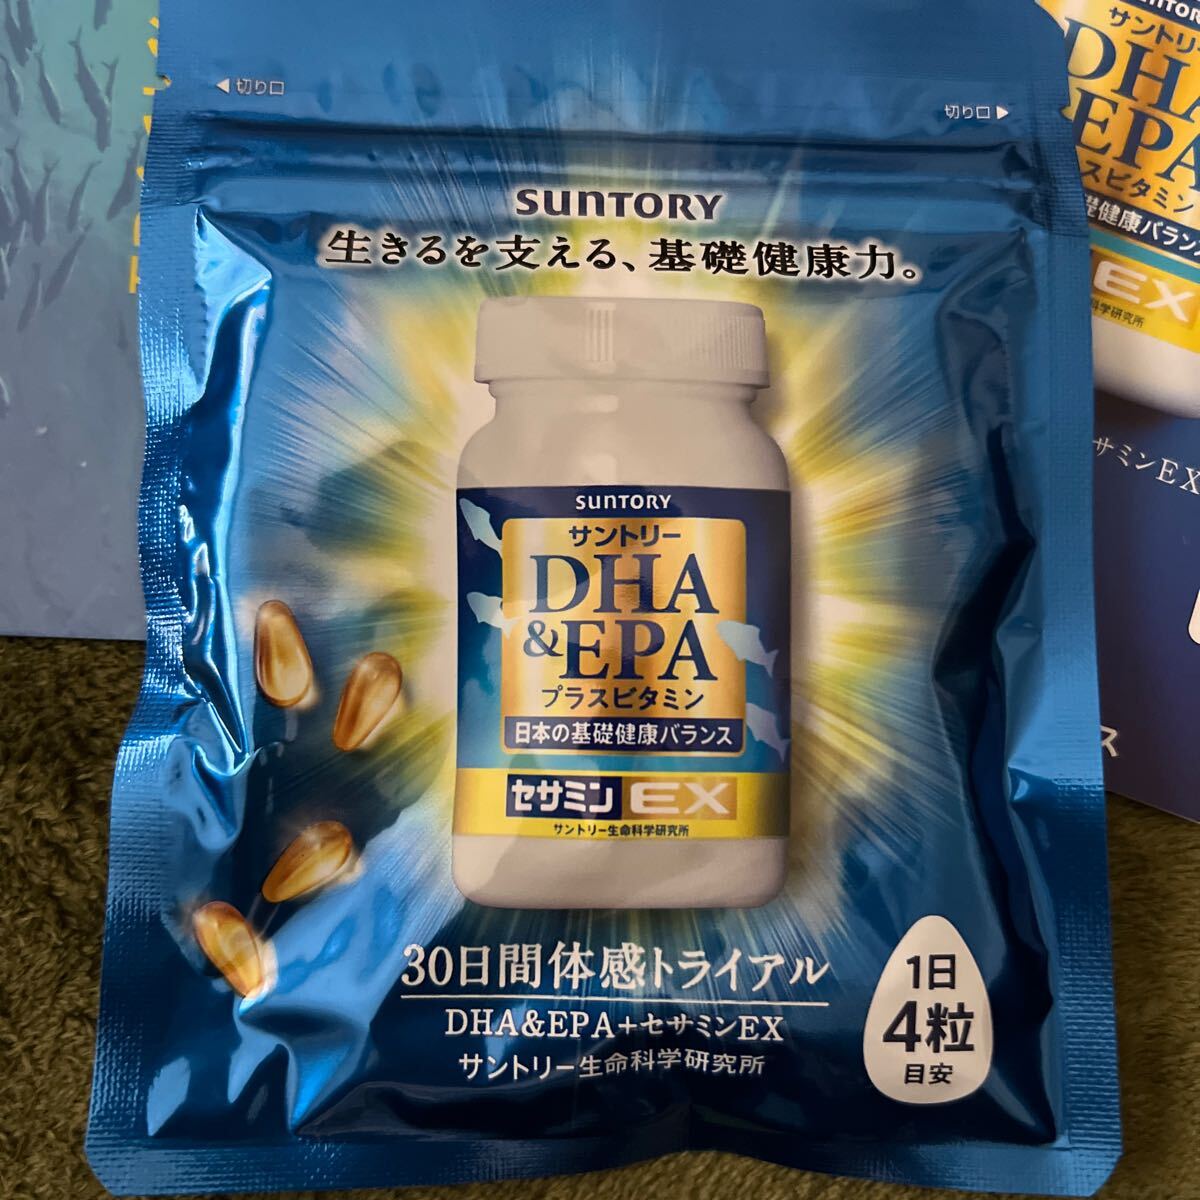 ◀切り口
切り口▶
SUNTORY
生きるを支える、基礎健康力。
SUNTORY
サントリー
DHA
&EPA
プラスビタミン
日本の基礎健康バランス
セサミン EX
サントリー生命科学研究所
30日間体感トライアル
DHA&EPA+セサミンEX
サントリー生命科学研究所
1日
4粒
目安
サントリー
DHA
EPA
スビタミン
礎健康バランス
EX
科学研究所
サミンEX
ス